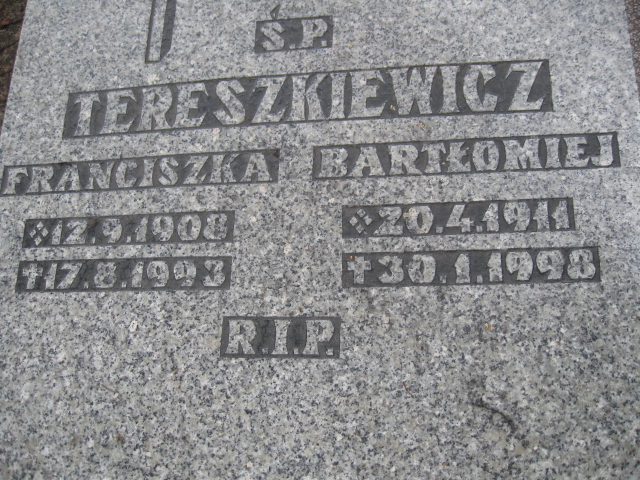 Ś.P.
TERESZKIEWICZ
FRANCISZKA BARTŁOMIEJ
12.9.1908 20.4.1911
✝17.8.1993 ✝30.1.1998
R.I.P.